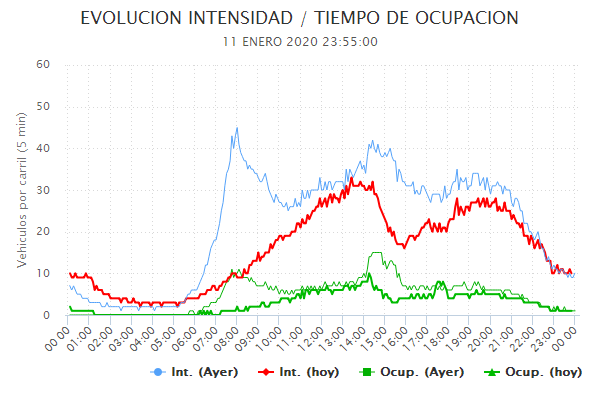 EVOLUCION INTENSIDAD / TIEMPO DE OCUPACION
11 ENERO 2020 23:55:00
Vehiculos por carril (5 min)
60
50
40
30
20
10
0
00:00 01:00 02:00 03:00 04:00 05:00 06:00 07:00 08:00 09:00 10:00 11:00 12:00 13:00 14:00 15:00 16:00 17:00 18:00 19:00 20:00 21:00 22:00 23:00 00:00
Int. (Ayer) Int. (hoy) Ocup. (Ayer) Ocup. (hoy)